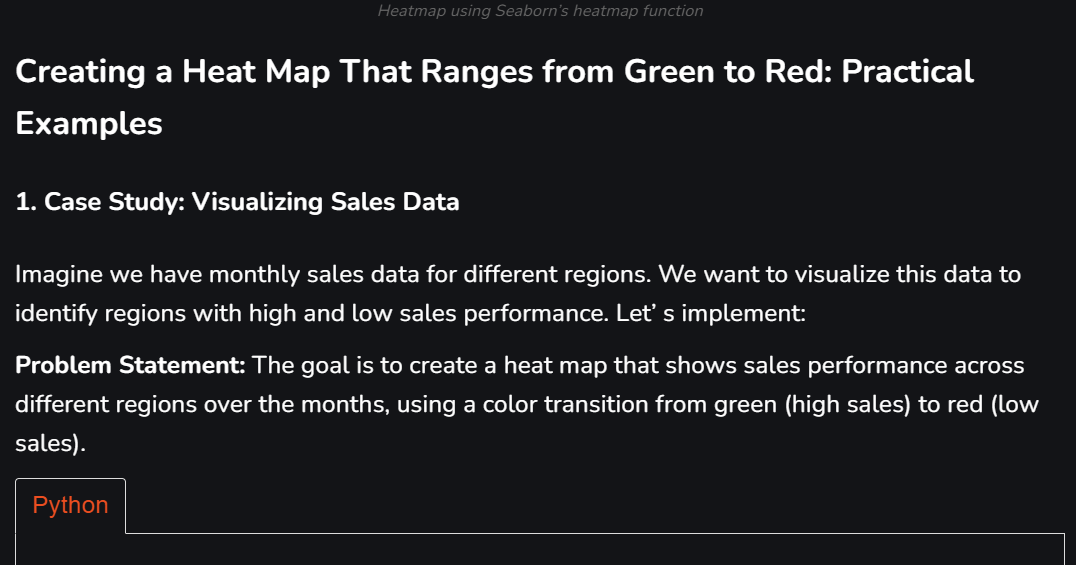 Heatmap using Seaborn's heatmap function
Creating a Heat Map That Ranges from Green to Red: Practical
Examples
1. Case Study: Visualizing Sales Data
Imagine we have monthly sales data for different regions. We want to visualize this data to
identify regions with high and low sales performance. Let’ s implement:
Problem Statement: The goal is to create a heat map that shows sales performance across
different regions over the months, using a color transition from green (high sales) to red (low
sales).
Python